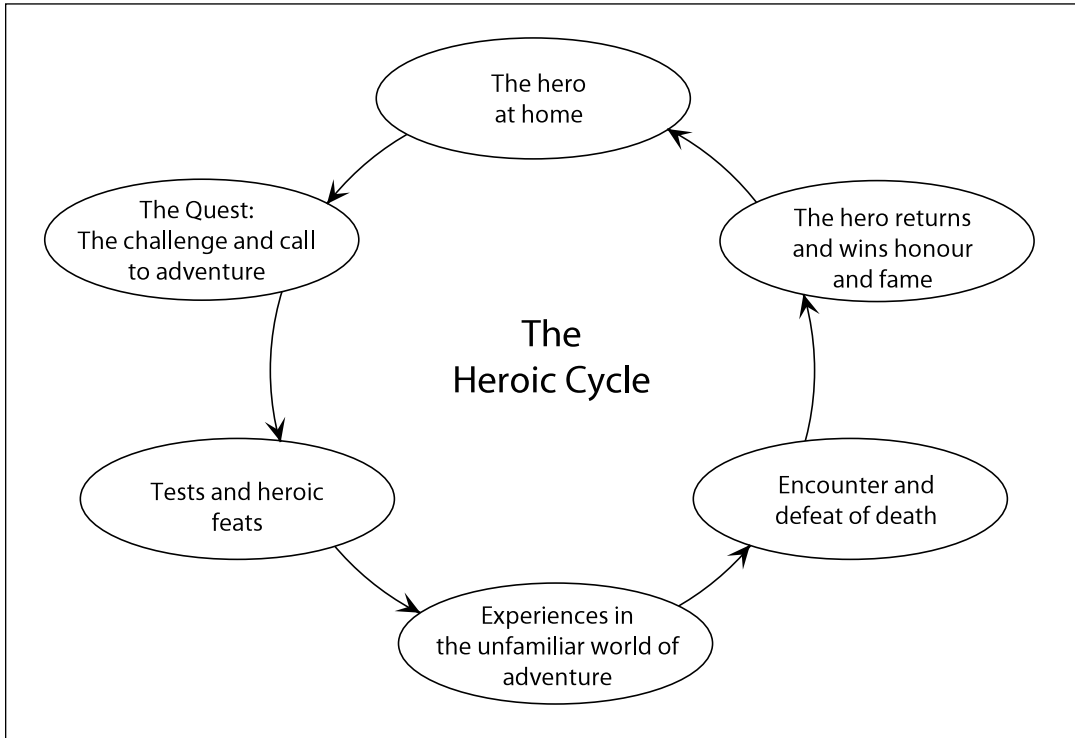 The hero
at home
The Quest:
The challenge and call
to adventure
Tests and heroic
feats
Experiences in
the unfamiliar world of
adventure
Encounter and
defeat of death
The hero returns
and wins honour
and fame
The
Heroic Cycle